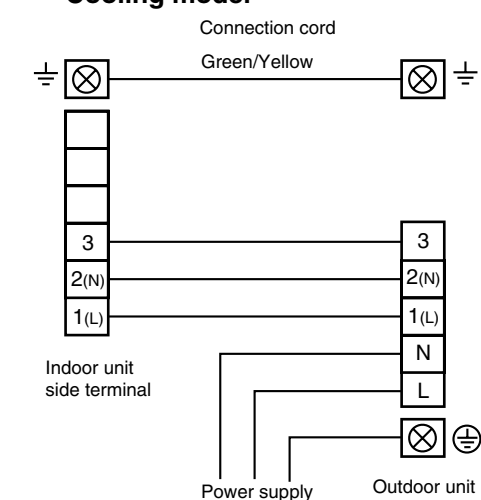 Cooling model
Connection cord
Green/Yellow
3
3
2(N)
2(N)
1(L)
1(L)
N
L
Indoor unit
side terminal
Power supply
Outdoor unit